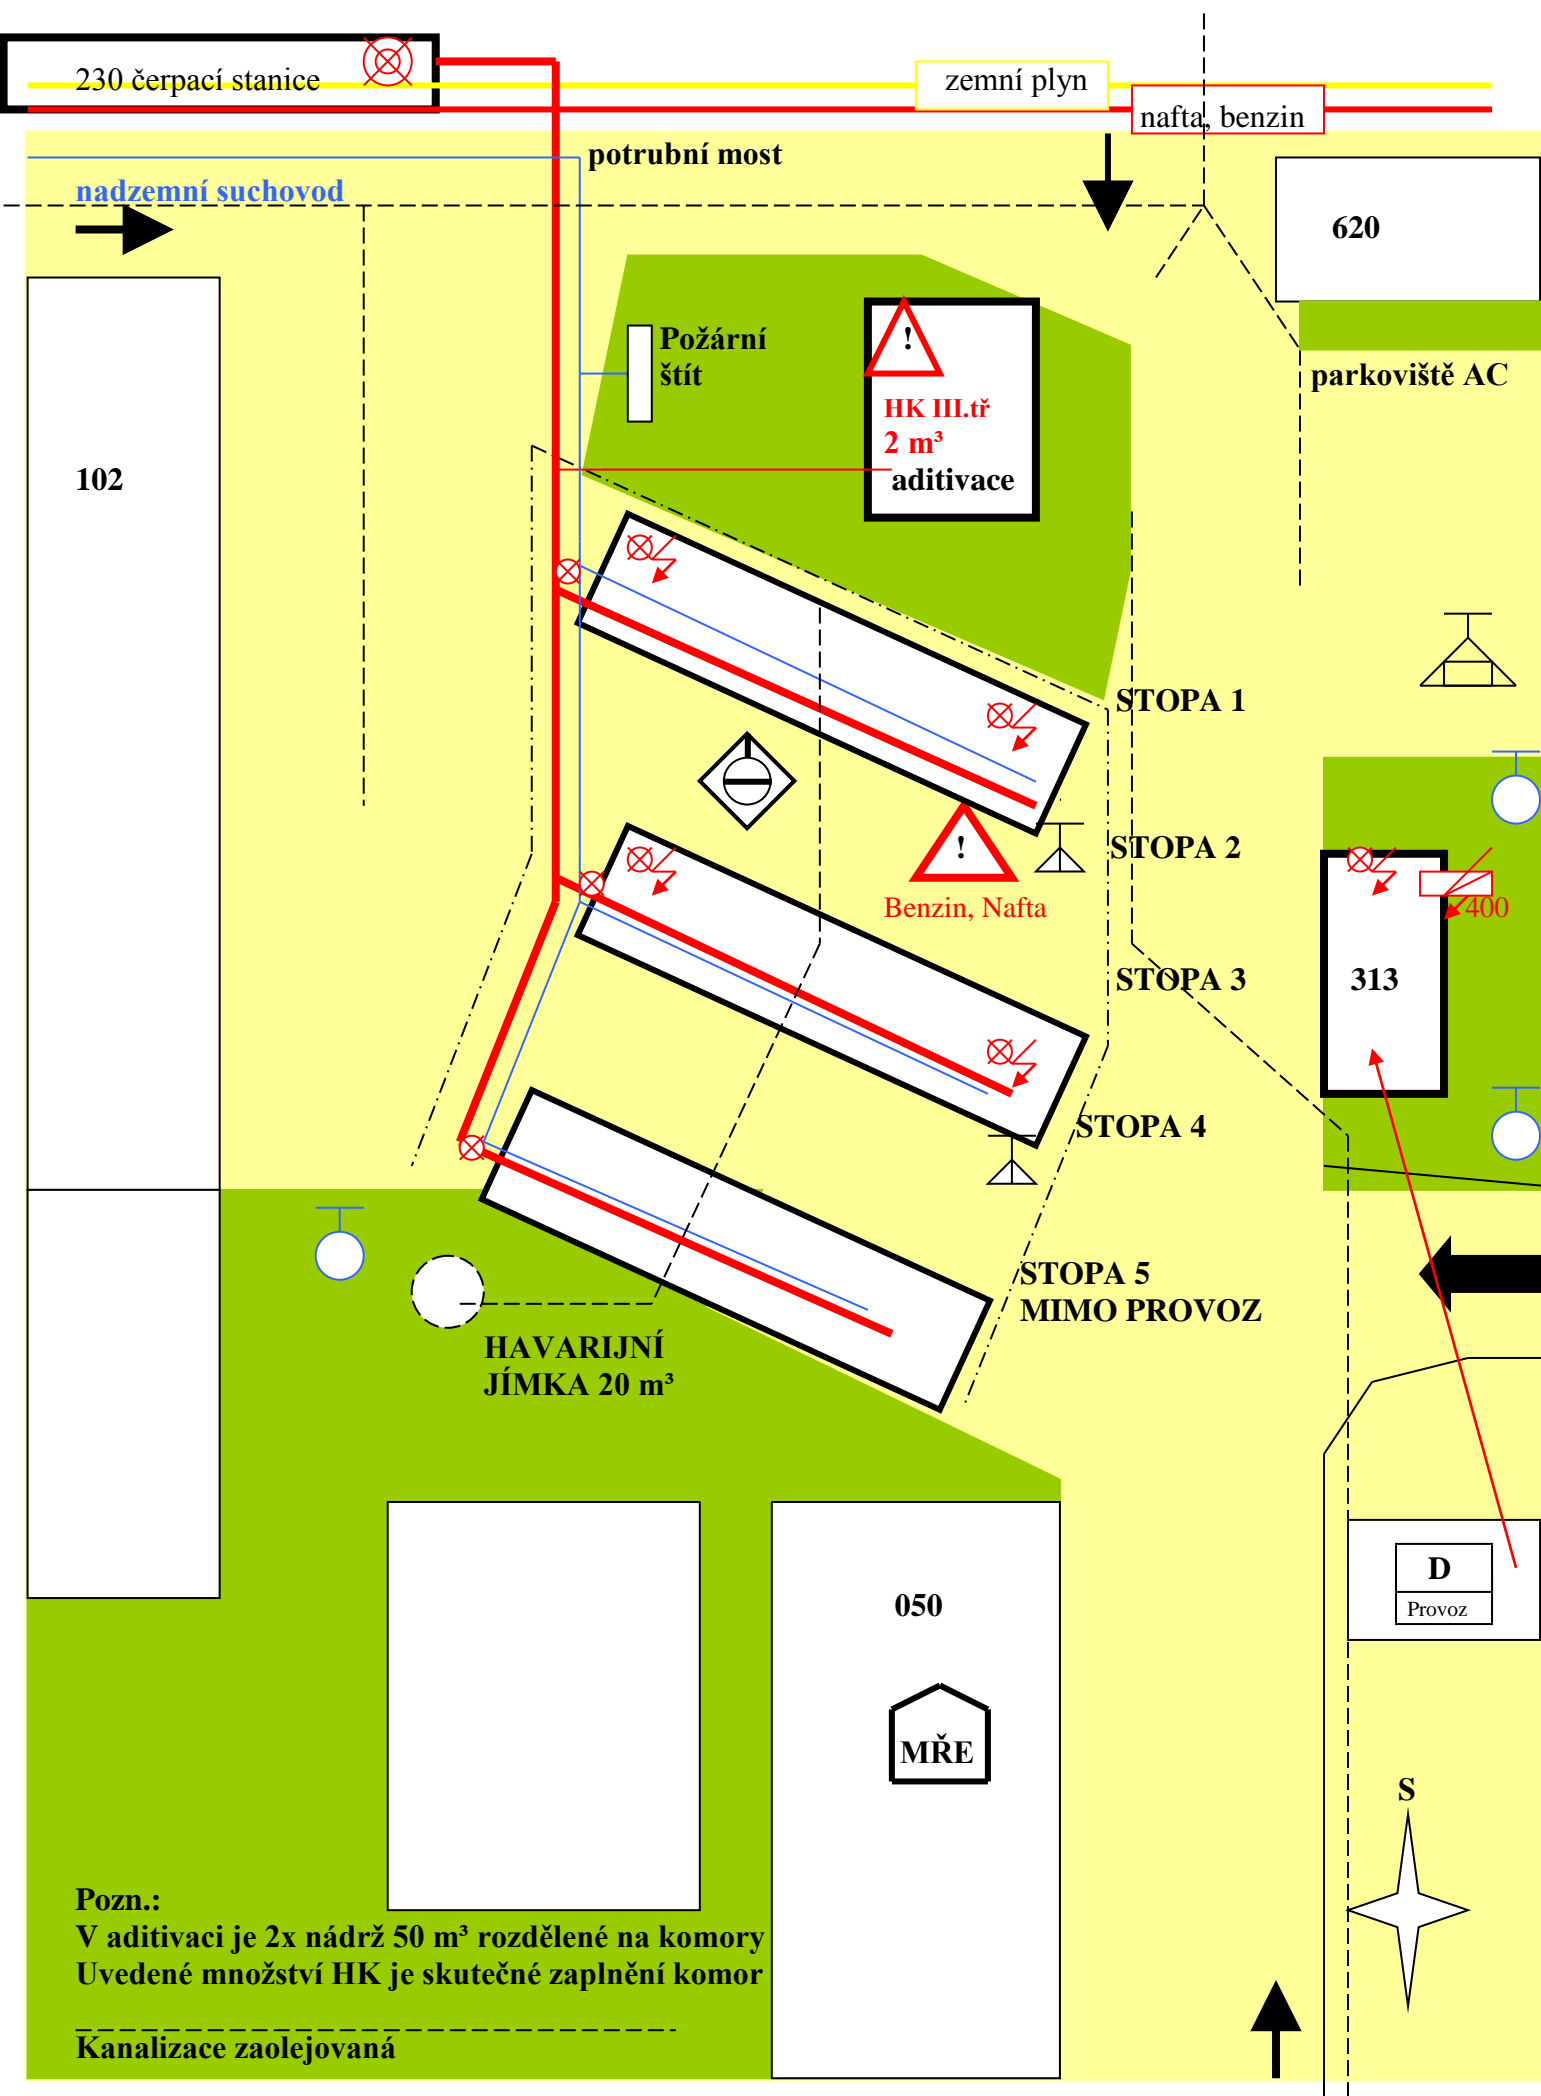 230 čerpací stanice
zemní plyn
nafta, benzin
potrubní most
nadzemní suchovod
620
Požární
štít
!
HK III.tř
2 m³
aditivace
parkoviště AC
102
STOPA 1
STOPA 2
!
Benzin, Nafta
400
STOPA 3
313
STOPA 4
STOPA 5
MIMO PROVOZ
HAVARIJNÍ
JÍMKA 20 m³
D
Provoz
050
MŘE
S
Pozn.:
V aditivaci je 2x nádrž 50 m³ rozdělené na komory
Uvedené množství HK je skutečné zaplnění komor
Kanalizace zaolejovaná